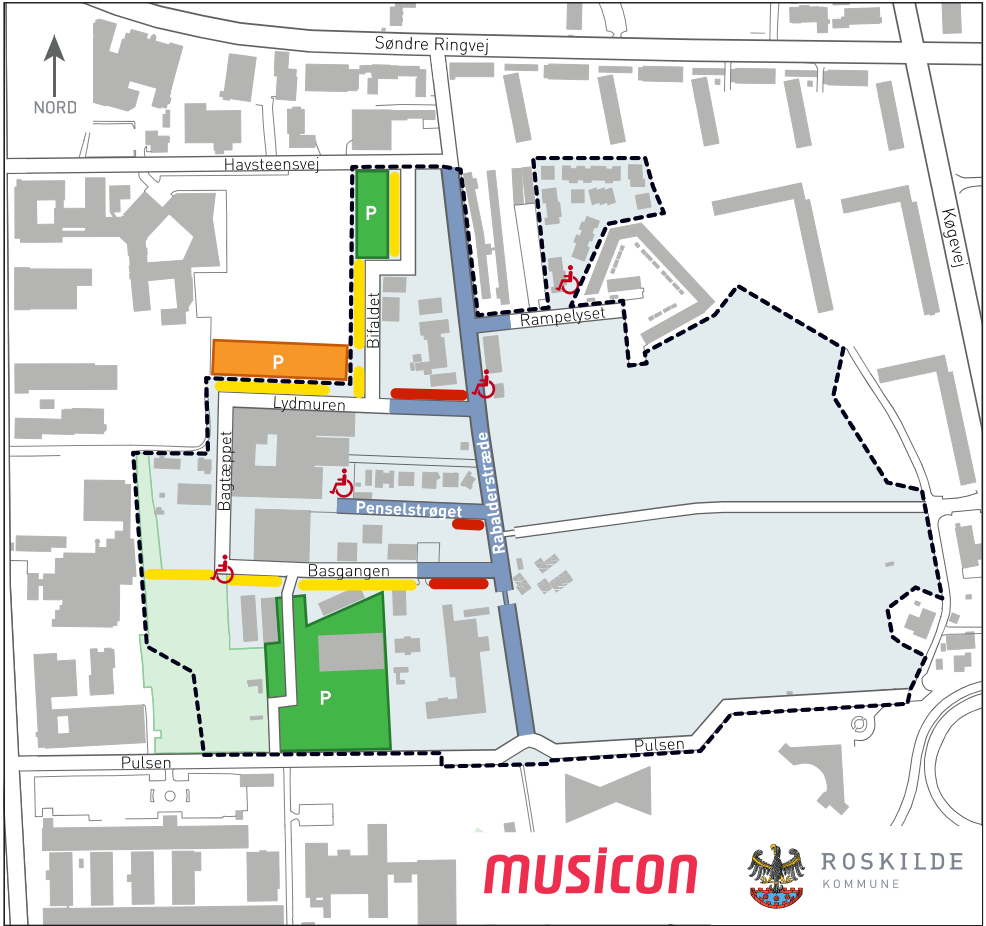 Søndre Ringvej
NORD
Havsteensvej
P
Køgevej
Bifaldet
Rampelyset
P
Lydmuren
Bagtæppet
Rabalderstræde
Penselstrøget
Basgangen
P
Pulsen
Pulsen
musicon
ROSKILDE
KOMMUNE